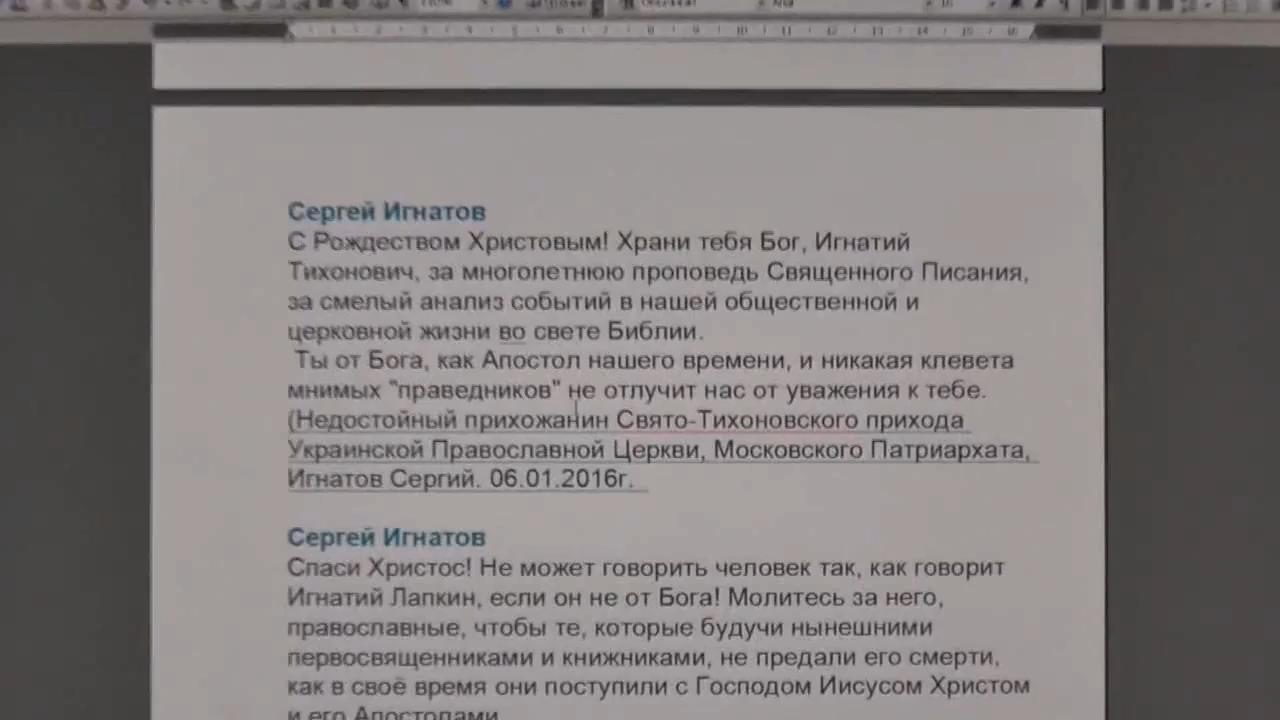 Сергей Игнатов
С Рождеством Христовым! Храни тебя Бог, Игнатий
Тихонович, за многолетнюю проповедь Священного Писания,
за смелый анализ событий в нашей общественной и
церковной жизни во свете Библии.
Ты от Бога, как Апостол нашего времени, и никакая клевета
мнимых "праведников" не отлучит нас от уважения к тебе.
(Недостойный прихожанин Свято-Тихоновского прихода
Украинской Православной Церкви, Московского Патриархата,
Игнатов Сергий. 06.01.2016г.
Сергей Игнатов
Спаси Христос! Не может говорить человек так, как говорит
Игнатий Лапкин, если он не от Бога! Молитесь за него,
православные, чтобы те, которые будучи нынешними
первосвященниками и книжниками, не предали его смерти,
как в своё время они поступили с Господом Иисусом Христом
и его Апостолами